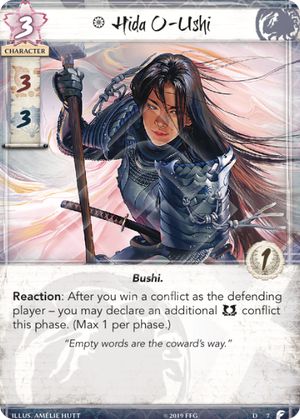 3
Hida O-Ushi
CHARACTER
3
3
1
Bushi.
Reaction: After you win a conflict as the defending
player – you may declare an additional conflict
this phase. (Max 1 per phase.)
“Empty words are the coward’s way.”
ILLUS. AMÉLIE HUTT
©2019 FFG
D 7